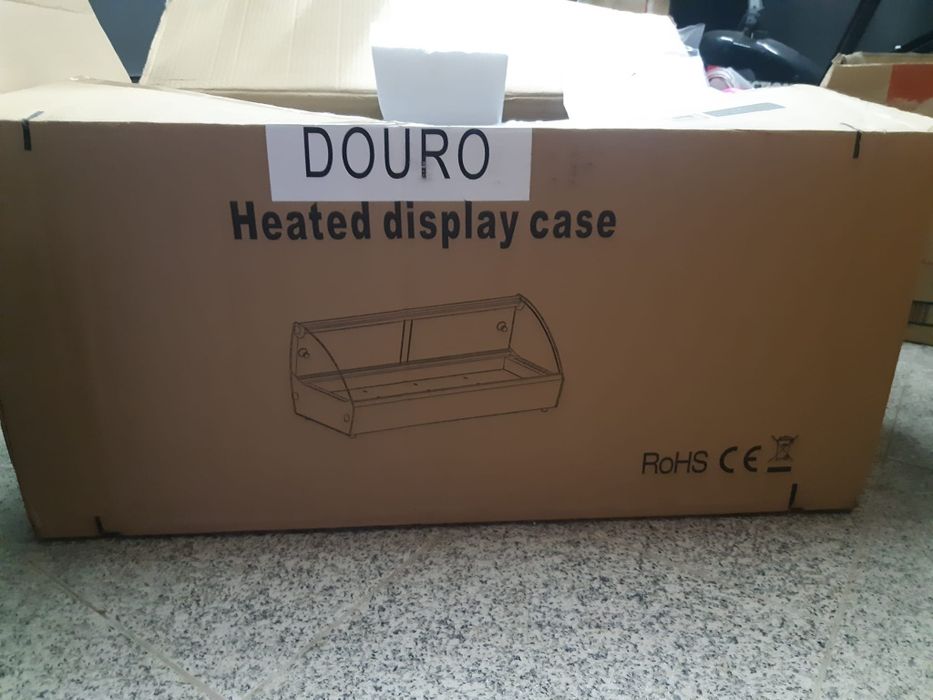 DOURO
Heated display case
RoHS CE